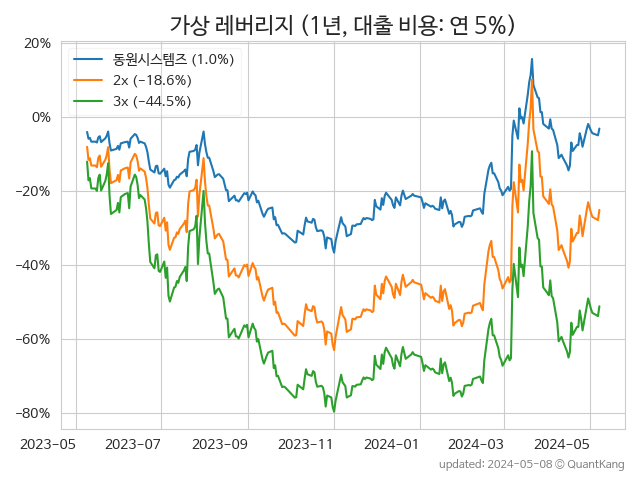 가상 레버리지 (1년, 대출 비용: 연 5%)
동원시스템즈 (1.0%)
2x (−18.6%)
3x (−44.5%)
20%
0%
−20%
−40%
−60%
−80%
2023−05 2023−07 2023−09 2023−11 2024−01 2024−03 2024−05
updated: 2024-05-08 © QuantKang